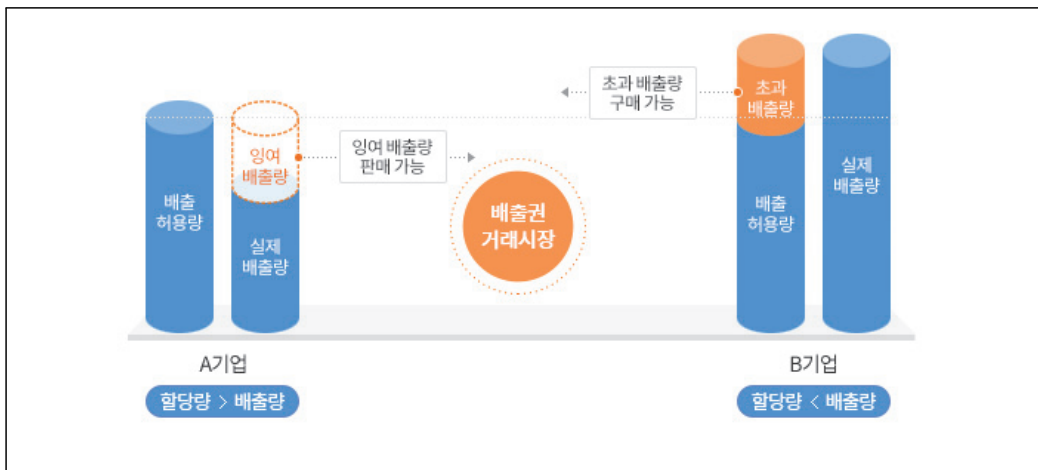 초과 배출량
구매 가능
초과
배출량
잉여
배출량
잉여 배출량
판매 가능
실제
배출량
배출
허용량
배출권
거래시장
배출
허용량
실제
배출량
A기업
B기업
할당량 > 배출량
할당량 < 배출량